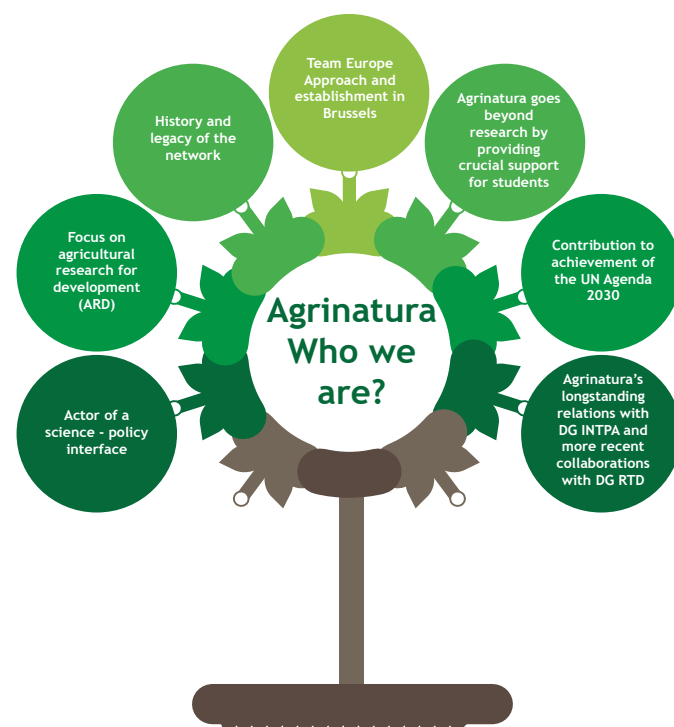 Team Europe
Approach and
establishment in
Brussels
History and
legacy of the
network
Agrinatura goes
beyond
research by
providing
crucial support
for students
Focus on
agricultural
research for
development
(ARD)
Contribution to
achievement of
the UN Agenda
2030
Agrinatura
Who we
are?
Actor of a
science - policy
interface
Agrinatura’s
longstanding
relations with
DG INTPA and
more recent
collaborations
with DG RTD